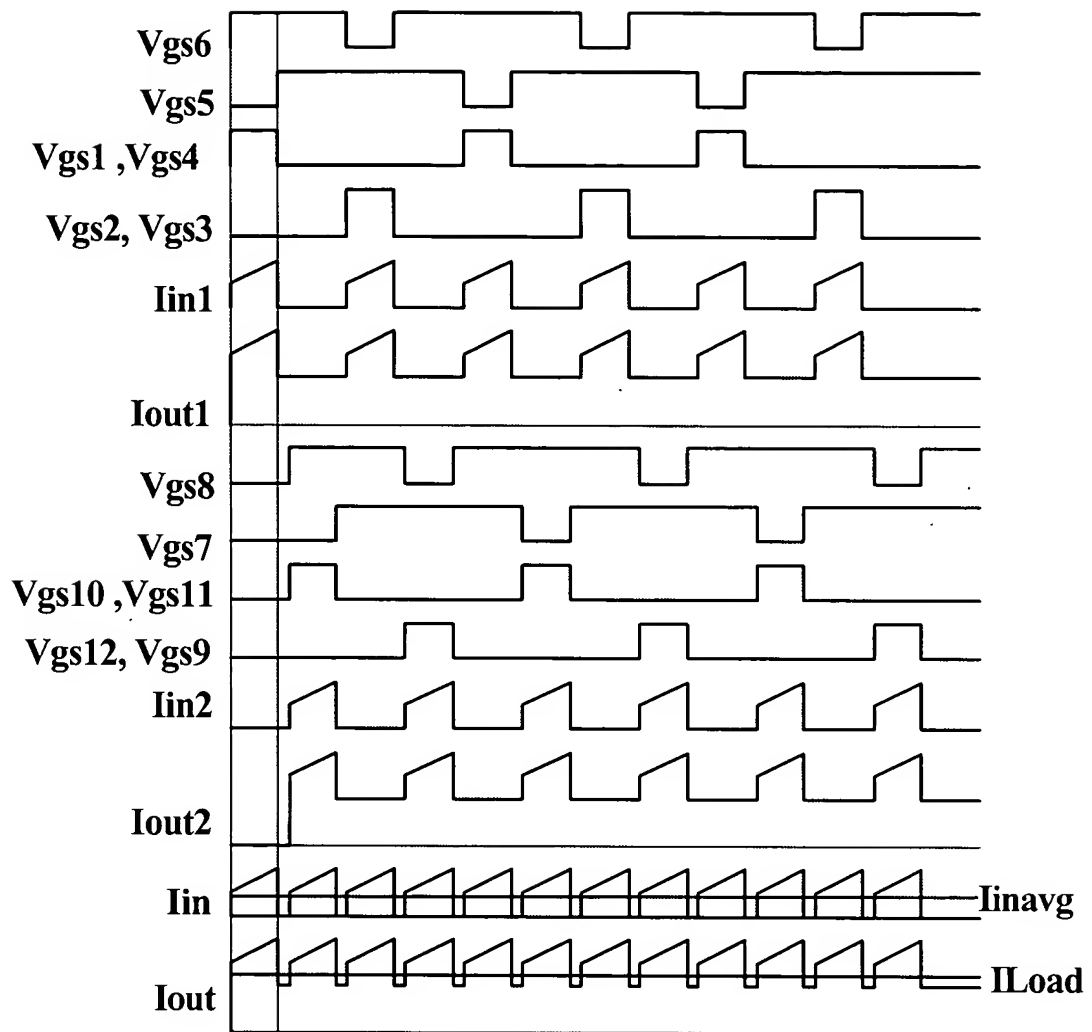 Vgs6
Vgs5
Vgs1 ,Vgs4
Vgs2, Vgs3
Iin1
Iout1
Vgs8
Vgs7
Vgs10 ,Vgs11
Vgs12, Vgs9
Iin2
Iout2
Iin
Iinavg
ILoad
Iout